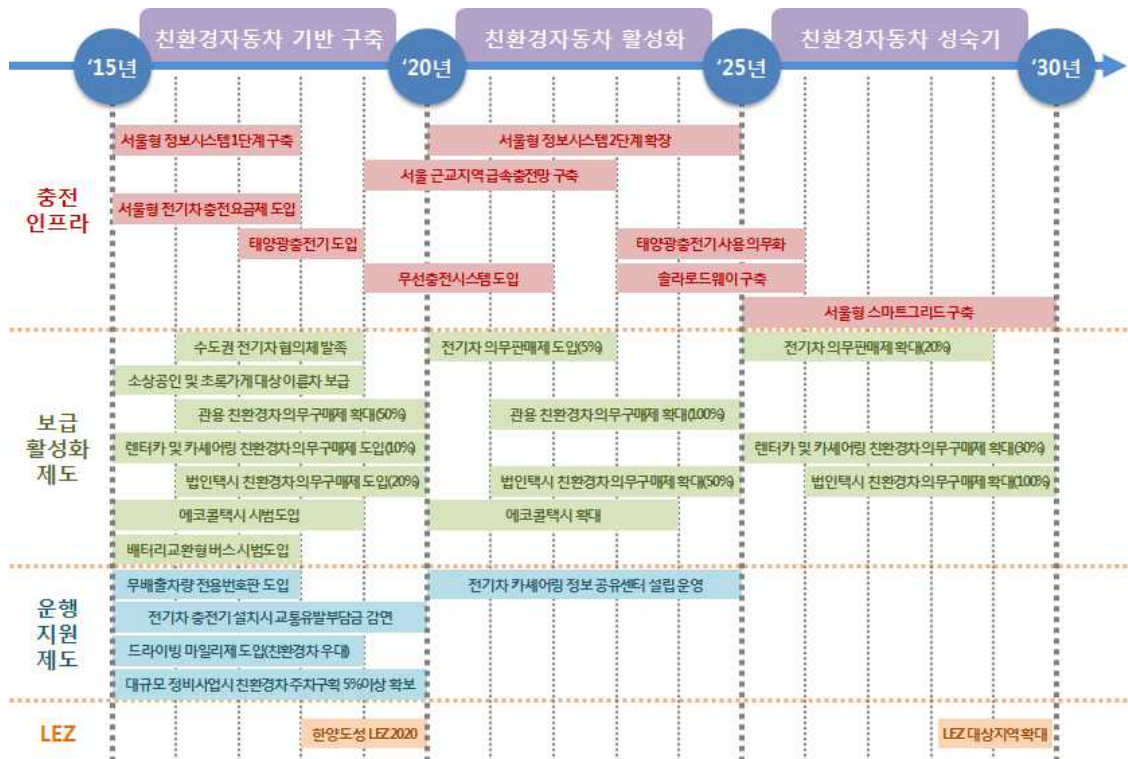 친환경자동차 기반 구축
친환경자동차 활성화
친환경자동차 성숙기
‘15년
‘20년
‘25년
‘30년
충전
인프라
서울형 정보시스템 1단계 구축
서울형 정보시스템 2단계 확장
서울 근교지역 급속충전망 구축
서울형 전기차 충전요금제 도입
태양광충전기 도입
태양광충전기 사용 의무화
무선충전시스템 도입
솔라로드웨이 구축
서울형 스마트그리드 구축
보급
활성화
제도
수도권 전기차 협의체 발족
전기차 의무판매제 도입(5%)
전기차 의무판매제 확대(20%)
소상공인 및 초록가게 대상 이륜차 보급
관용 친환경차 의무구매제 확대(50%)
관용 친환경차 의무구매제 확대(100%)
렌터카 및 카셰어링 친환경차 의무구매제 도입(10%)
렌터카 및 카셰어링 친환경차 의무구매제 확대(30%)
법인택시 친환경차 의무구매제 도입(20%)
법인택시 친환경차 의무구매제 확대(50%)
법인택시 친환경차 의무구매제 확대(100%)
에코콜택시 시범도입
에코콜택시 확대
배터리교환형 버스 시범도입
운행
지원
제도
무배출차량 전용번호판 도입
전기차 카셰어링 정보 공유센터 설립 운영
전기차 충전기 설치시 교통유발부담금 감면
드라이빙 마일리제 도입(친환경차 우대)
대규모 정비사업시 친환경차 주차구획 5%이상 확보
LEZ
한양도성 LEZ 2020
LEZ 대상지역 확대